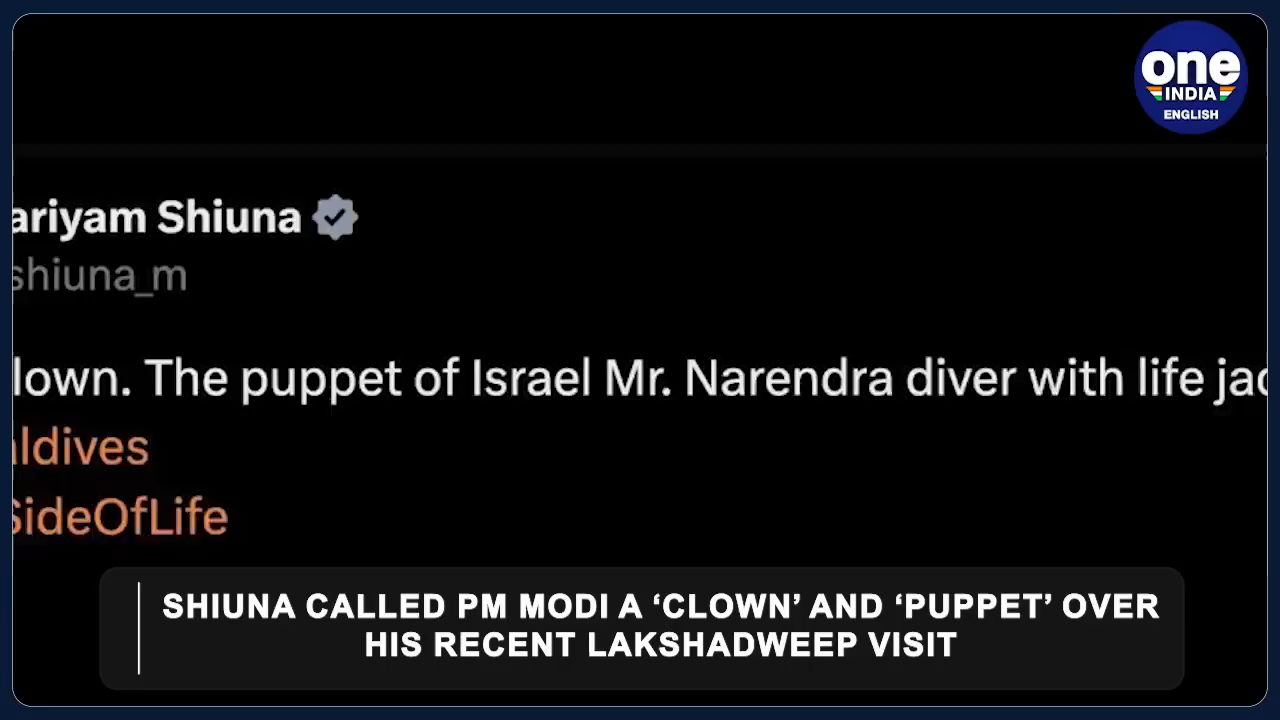 one
INDIA
ENGLISH
ariyam Shiuna
shiuna_m
lown. The puppet of Israel Mr. Narendra diver with life jac
aldives
SideOfLife
SHIUNA CALLED PM MODI A ‘CLOWN’ AND ‘PUPPET’ OVER
HIS RECENT LAKSHADWEEP VISIT